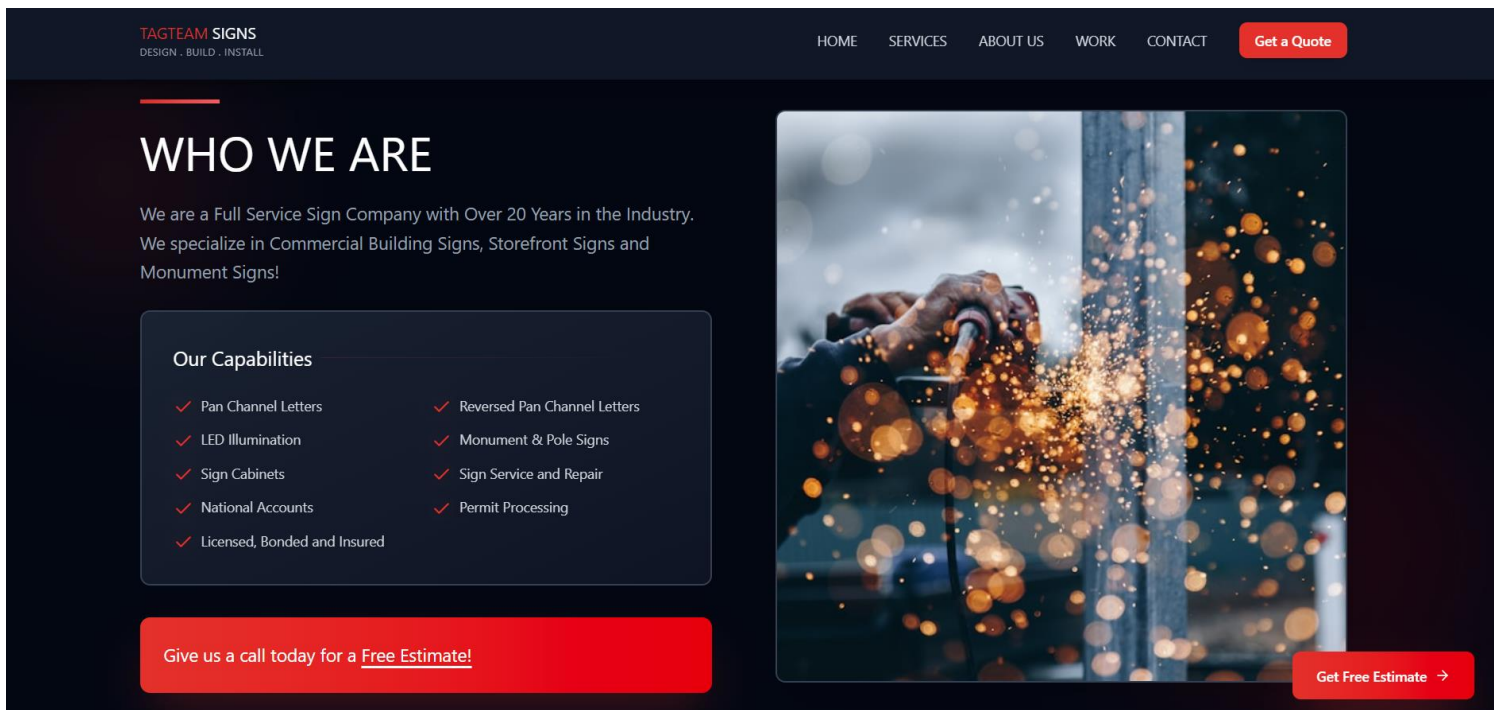 TAGTEAM SIGNS
DESIGN . BUILD . INSTALL
HOME SERVICES ABOUT US WORK CONTACT Get a Quote
WHO WE ARE
We are a Full Service Sign Company with Over 20 Years in the Industry.
We specialize in Commercial Building Signs, Storefront Signs and
Monument Signs!
Our Capabilities
Pan Channel Letters
Reversed Pan Channel Letters
LED Illumination
Monument & Pole Signs
Sign Cabinets
Sign Service and Repair
National Accounts
Permit Processing
Licensed, Bonded and Insured
Give us a call today for a Free Estimate!
Get Free Estimate →